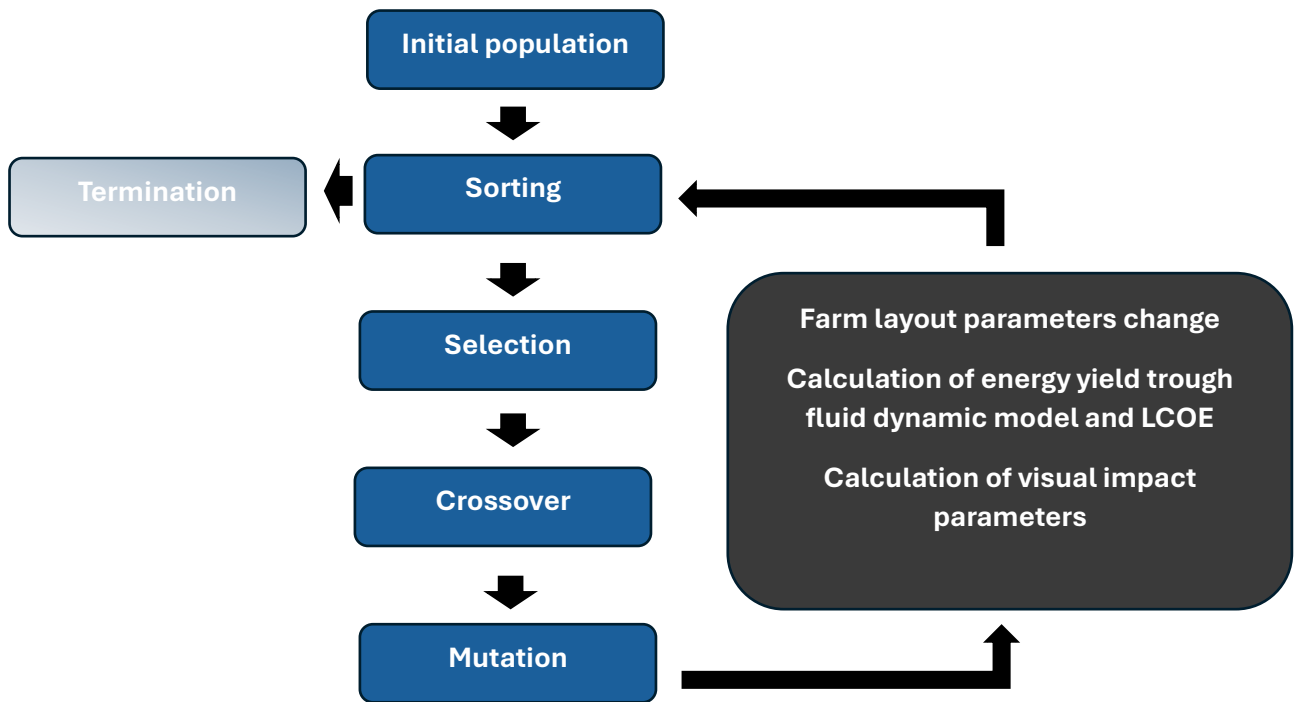 Initial population
Termination
Sorting
Selection
Crossover
Mutation
Farm layout parameters change
Calculation of energy yield trough
fluid dynamic model and LCOE
Calculation of visual impact
parameters